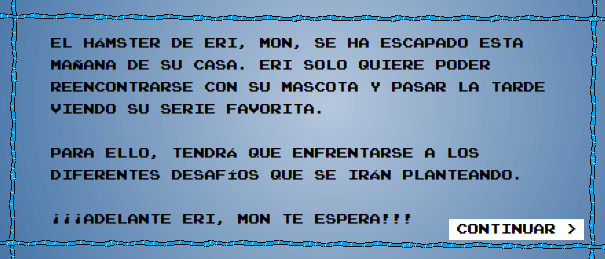 EL HáMSTER DE ERI, MON, SE HA ESCAPADO ESTA
MAñANA DE SU CASA. ERI SOLO QUIERE PODER
REENCONTRARSE CON SU MASCOTA Y PASAR LA TARDE
VIENDO SU SERIE FAVORITA.
PARA ELLO, TENDRá QUE ENFRENTARSE A LOS
DIFERENTES DESAFíOS QUE SE IRáN PLANTEANDO.
¡¡¡ADELANTE ERI, MON TE ESPERA!!!
CONTINUAR >